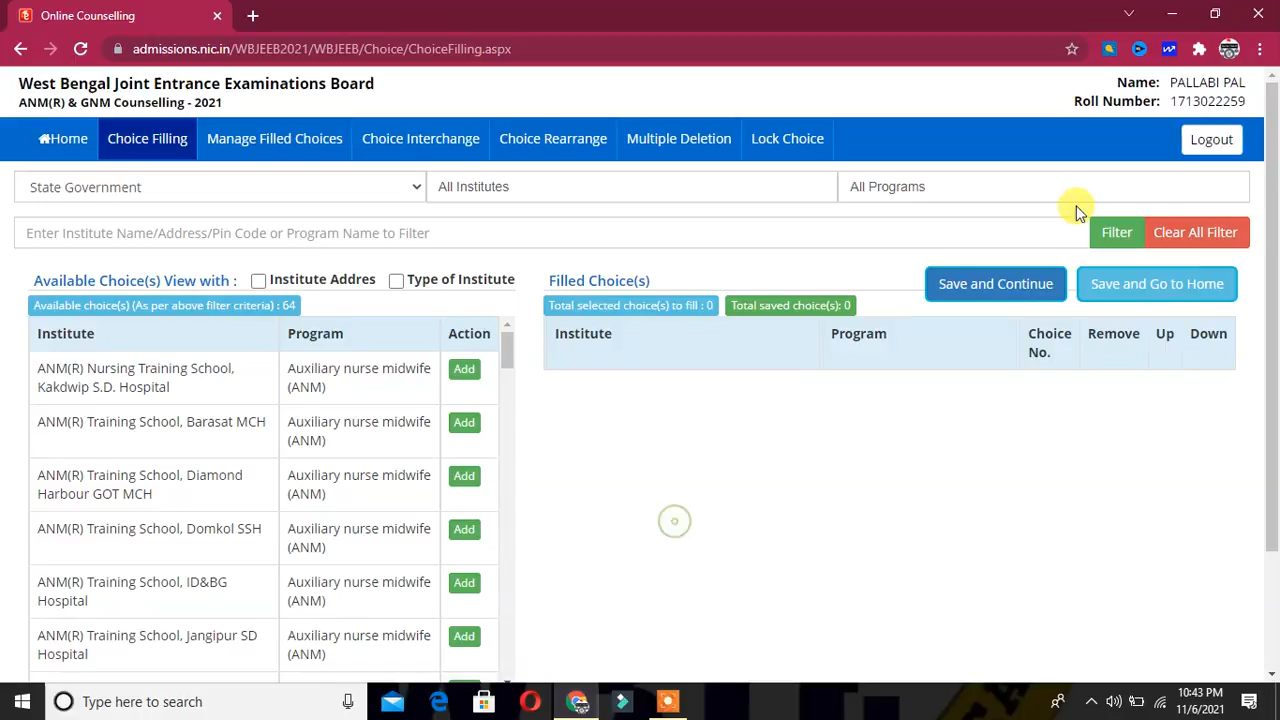 Online Counselling
admissions.nic.in/WBJEEB2021/WBJEEB/Choice/ChoiceFilling.aspx
West Bengal Joint Entrance Examinations Board
ANM(R) & GNM Counselling - 2021
Name: PALLABI PAL
Roll Number: 1713022259
Home Choice Filling Manage Filled Choices Choice Interchange Choice Rearrange Multiple Deletion Lock Choice Logout
State Government All Institutes All Programs
Enter Institute Name/Address/Pin Code or Program Name to Filter Filter Clear All Filter
Available Choice(s) View with : Institute Addres Type of Institute
Available choice(s) (As per above filter criteria) : 64
Institute Program Action
ANM(R) Nursing Training School, Auxiliary nurse midwife Add
Kakdwip S.D. Hospital (ANM)
ANM(R) Training School, Barasat MCH Auxiliary nurse midwife Add
(ANM)
ANM(R) Training School, Diamond Auxiliary nurse midwife Add
Harbour GOT MCH (ANM)
ANM(R) Training School, Domkol SSH Auxiliary nurse midwife Add
(ANM)
ANM(R) Training School, ID&BG Auxiliary nurse midwife Add
Hospital (ANM)
ANM(R) Training School, Jangipur SD Auxiliary nurse midwife Add
Hospital (ANM)
Filled Choice(s) Save and Continue Save and Go to Home
Total selected choice(s) to fill : 0 Total saved choice(s): 0
Institute Program Choice No. Remove Up Down
Type here to search
10:43 PM
11/6/2021